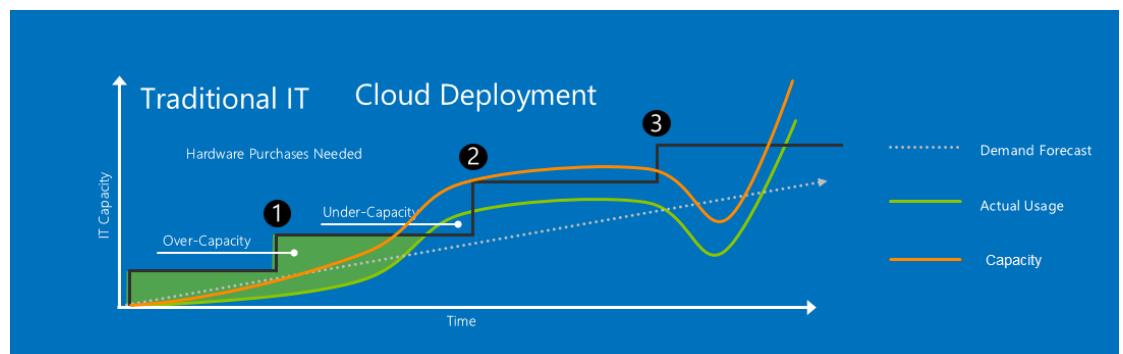 Traditional IT
Cloud Deployment
Hardware Purchases Needed
1
2
3
Under-Capacity
Over-Capacity
IT Capacity
Time
Demand Forecast
Actual Usage
Capacity